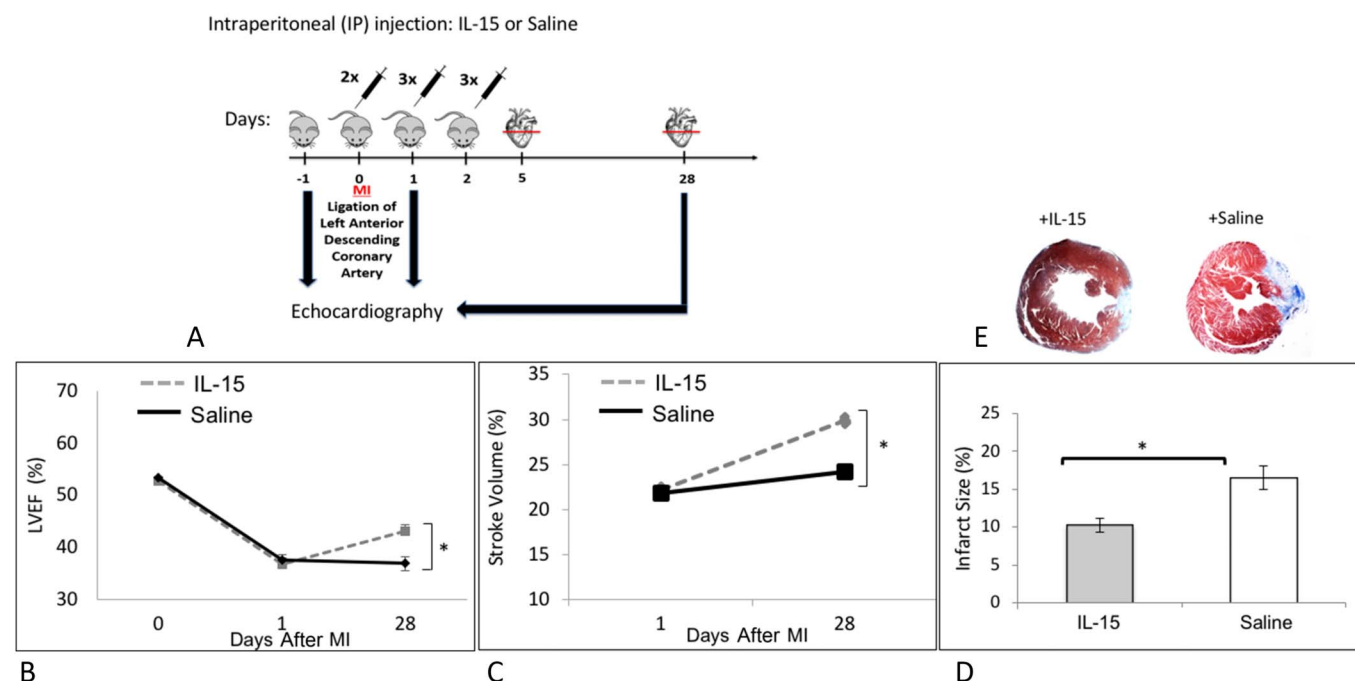 Intraperitoneal (IP) injection: IL-15 or Saline
2x 3x 3x
Days:
-1 0 1 2 5 28
MI
Ligation of
Left Anterior
Descending
Coronary
Artery
Echocardiography
A
+IL-15 +Saline
E
70
60
50
40
30
LVEF (%)
IL-15
Saline
*
0 1 28
Days After MI
B
35
30
25
20
15
10
Stroke Volume (%)
IL-15
Saline
*
1 28
Days After MI
C
25
20
15
10
5
0
Infarct Size (%)
*
IL-15 Saline
D